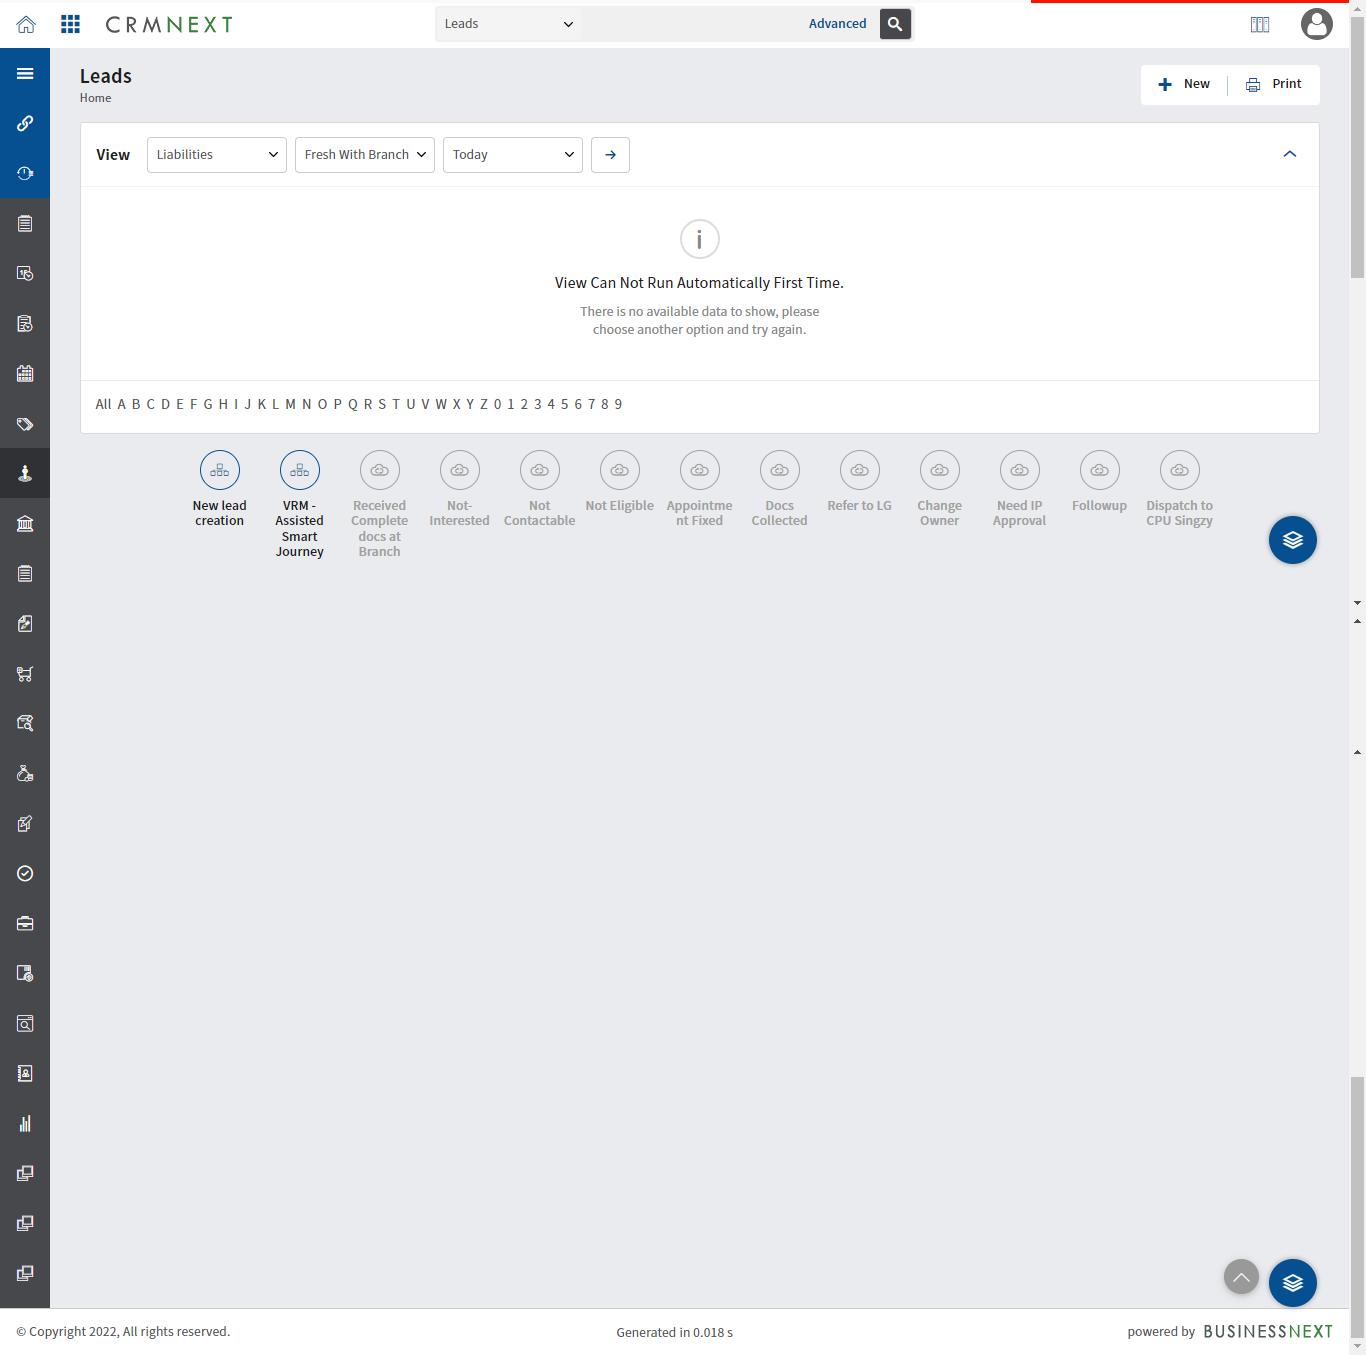 CRMNEXT
Leads
Advanced
Leads
Home
New
Print
View
Liabilities
Fresh With Branch
Today
View Can Not Run Automatically First Time.
There is no available data to show, please
choose another option and try again.
All A B C D E F G H I J K L M N O P Q R S T U V W X Y Z 0 1 2 3 4 5 6 7 8 9
New lead
creation
VRM -
Assisted
Smart
Journey
Received
Complete
docs at
Branch
Not-
Interested
Not
Contactable
Not Eligible
Appointme
nt Fixed
Docs
Collected
Refer to LG
Change
Owner
Need IP
Approval
Followup
Dispatch to
CPU Singzy
© Copyright 2022, All rights reserved.
Generated in 0.018 s
powered by BUSINESSNEXT